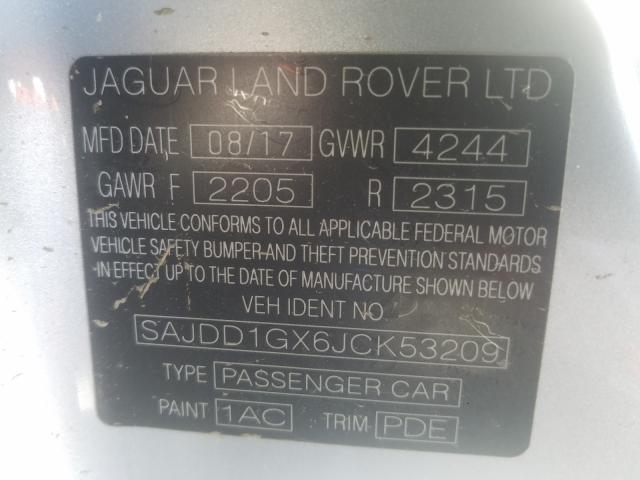 JAGUAR LAND ROVER LTD
MFD DATE 08/17 GVWR 4244
GAWR F 2205 R 2315
THIS VEHICLE CONFORMS TO ALL APPLICABLE FEDERAL MOTOR
VEHICLE SAFETY BUMPER AND THEFT PREVENTION STANDARDS
IN EFFECT UP TO THE DATE OF MANUFACTURE SHOWN BELOW
VEH IDENT NO
SAJDD1GX6JCK53209
TYPE PASSENGER CAR
PAINT 1AC TRIM PDE